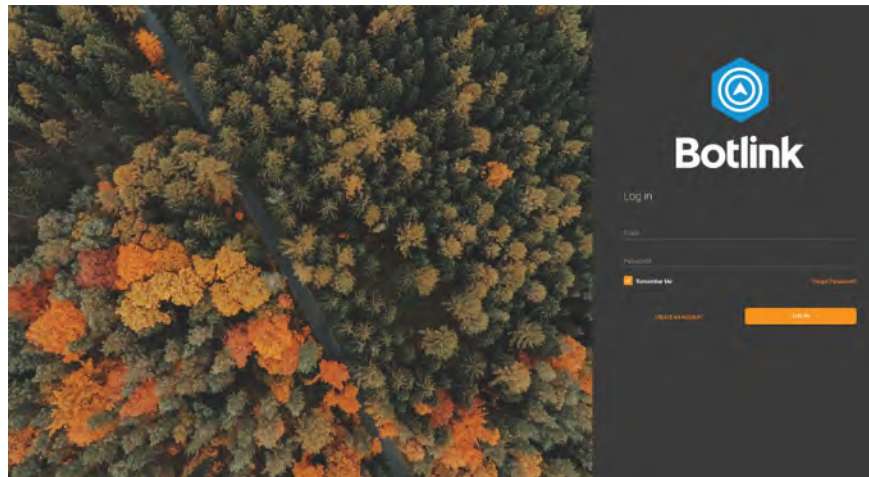 Botlink
Log in
Email
Password
Remember Me
Forgot Password?
CREATE AN ACCOUNT
LOG IN